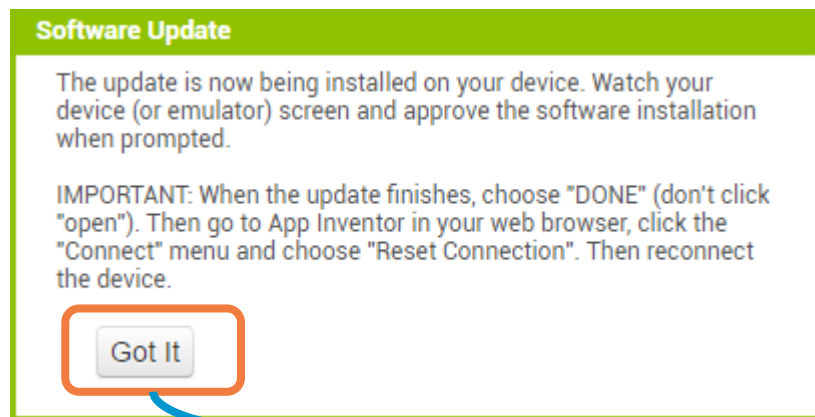 Software Update
The update is now being installed on your device. Watch your
device (or emulator) screen and approve the software installation
when prompted.
IMPORTANT: When the update finishes, choose "DONE" (don't click
"open"). Then go to App Inventor in your web browser, click the
"Connect" menu and choose "Reset Connection". Then reconnect
the device.
Got It